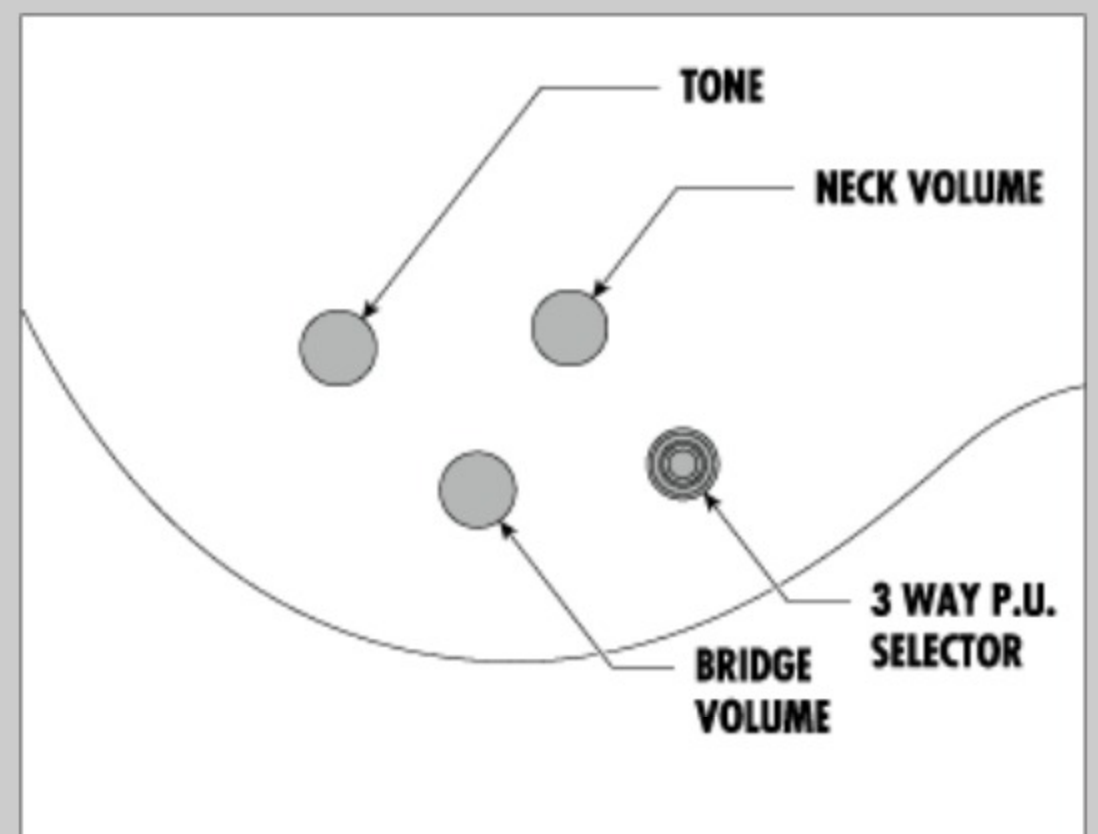 TONE
NECK VOLUME
3 WAY P.U.
SELECTOR
BRIDGE
VOLUME